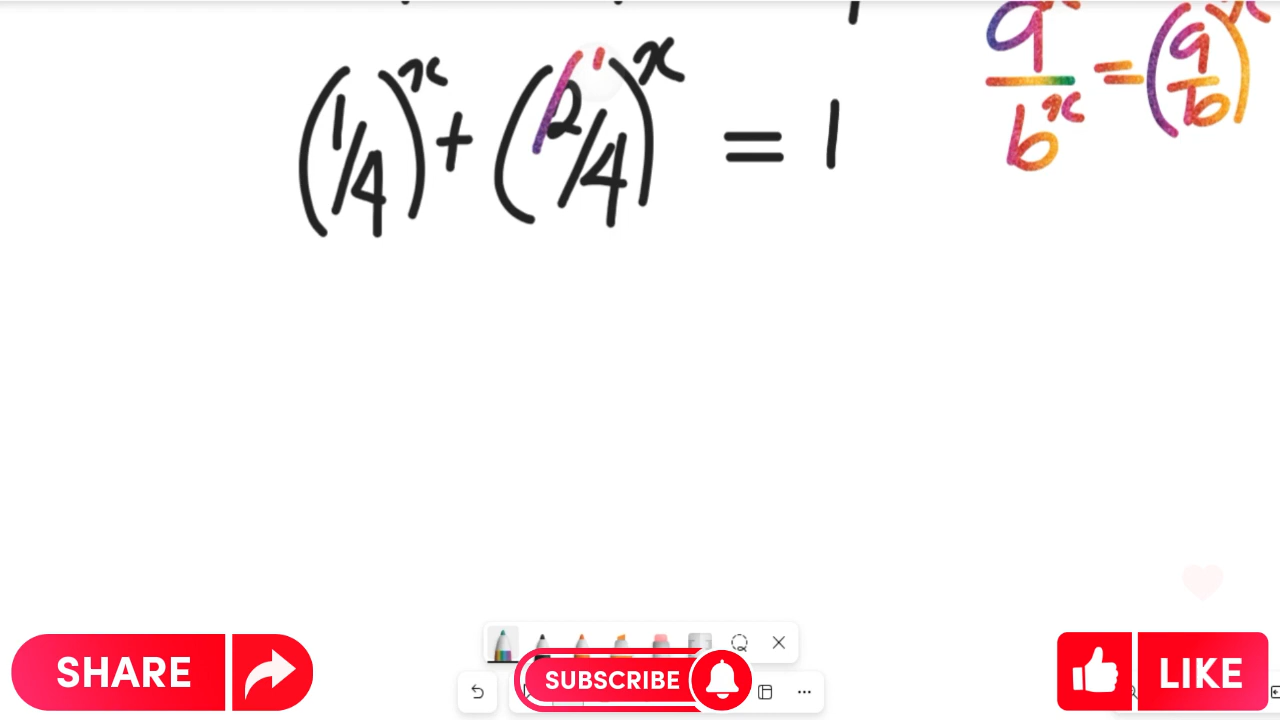 (1/4)^x + (2/4)^x = 1
a^x/b^x = (a/b)^x
SHARE
SUBSCRIBE
LIKE